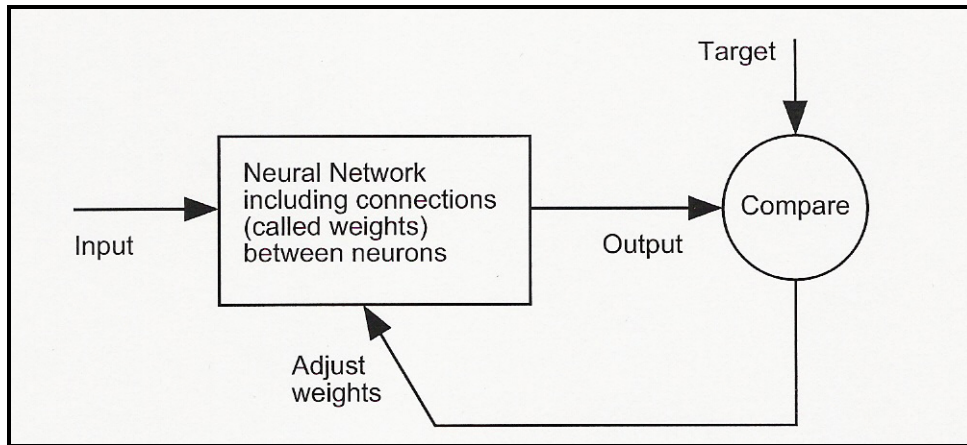 Target
Neural Network
including connections
(called weights)
between neurons
Compare
Input
Output
Adjust
weights